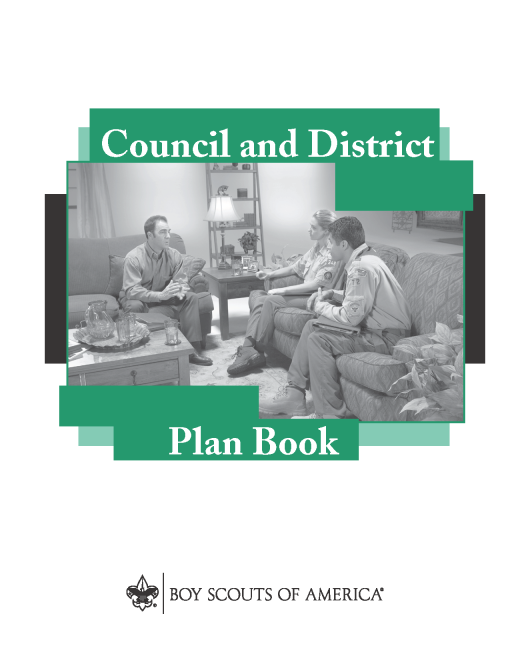 Council and District
Plan Book
BOY SCOUTS OF AMERICA®